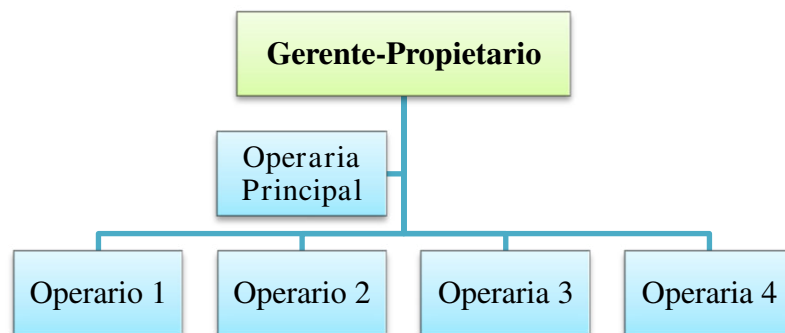 Gerente-Propietario
Operaria
Principal
Operario 1
Operario 2
Operaria 3
Operaria 4